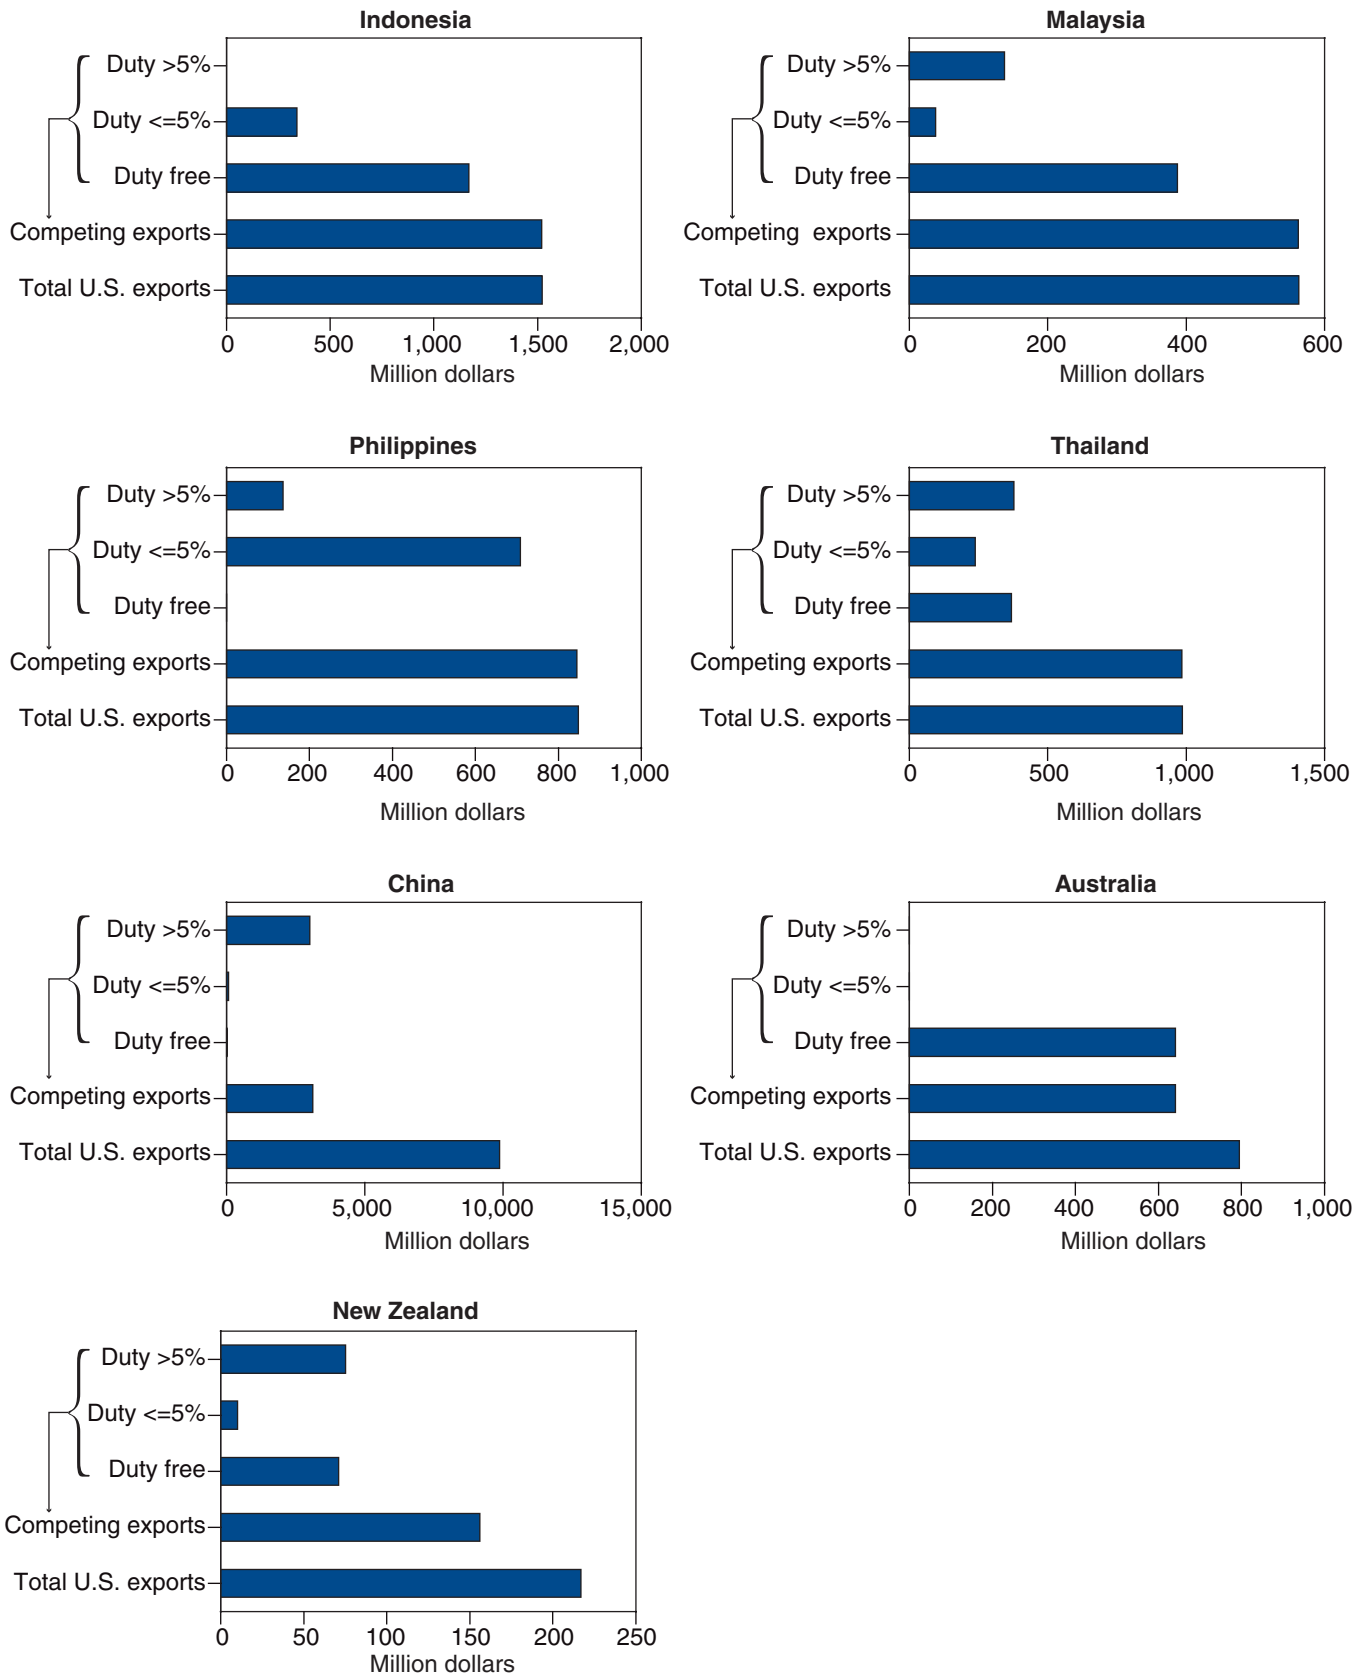 Indonesia
Duty >5%
Duty <=5%
Duty free
Competing exports
Total U.S. exports
0 500 1,000 1,500 2,000
Million dollars
Malaysia
Duty >5%
Duty <=5%
Duty free
Competing exports
Total U.S. exports
0 200 400 600
Million dollars
Philippines
Duty >5%
Duty <=5%
Duty free
Competing exports
Total U.S. exports
0 200 400 600 800 1,000
Million dollars
Thailand
Duty >5%
Duty <=5%
Duty free
Competing exports
Total U.S. exports
0 500 1,000 1,500
Million dollars
China
Duty >5%
Duty <=5%
Duty free
Competing exports
Total U.S. exports
0 5,000 10,000 15,000
Million dollars
Australia
Duty >5%
Duty <=5%
Duty free
Competing exports
Total U.S. exports
0 200 400 600 800 1,000
Million dollars
New Zealand
Duty >5%
Duty <=5%
Duty free
Competing exports
Total U.S. exports
0 50 100 150 200 250
Million dollars